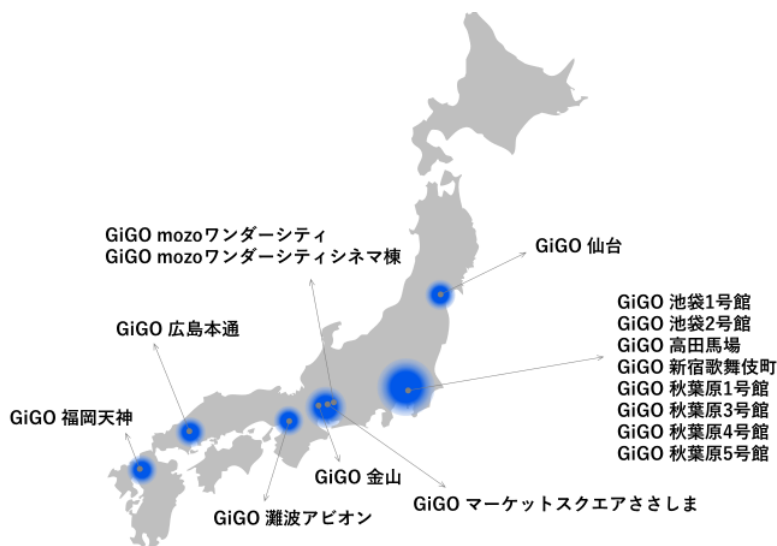 GiGO mozoワンダーシティ
GiGO mozoワンダーシティシネマ棟
GiGO 仙台
GiGO 池袋1号館
GiGO 池袋2号館
GiGO 高田馬場
GiGO 新宿歌舞伎町
GiGO 秋葉原1号館
GiGO 秋葉原3号館
GiGO 秋葉原4号館
GiGO 秋葉原5号館
GiGO 広島本通
GiGO 福岡天神
GiGO 金山
GiGO マーケットスクエアささしま
GiGO 灘波アビオン